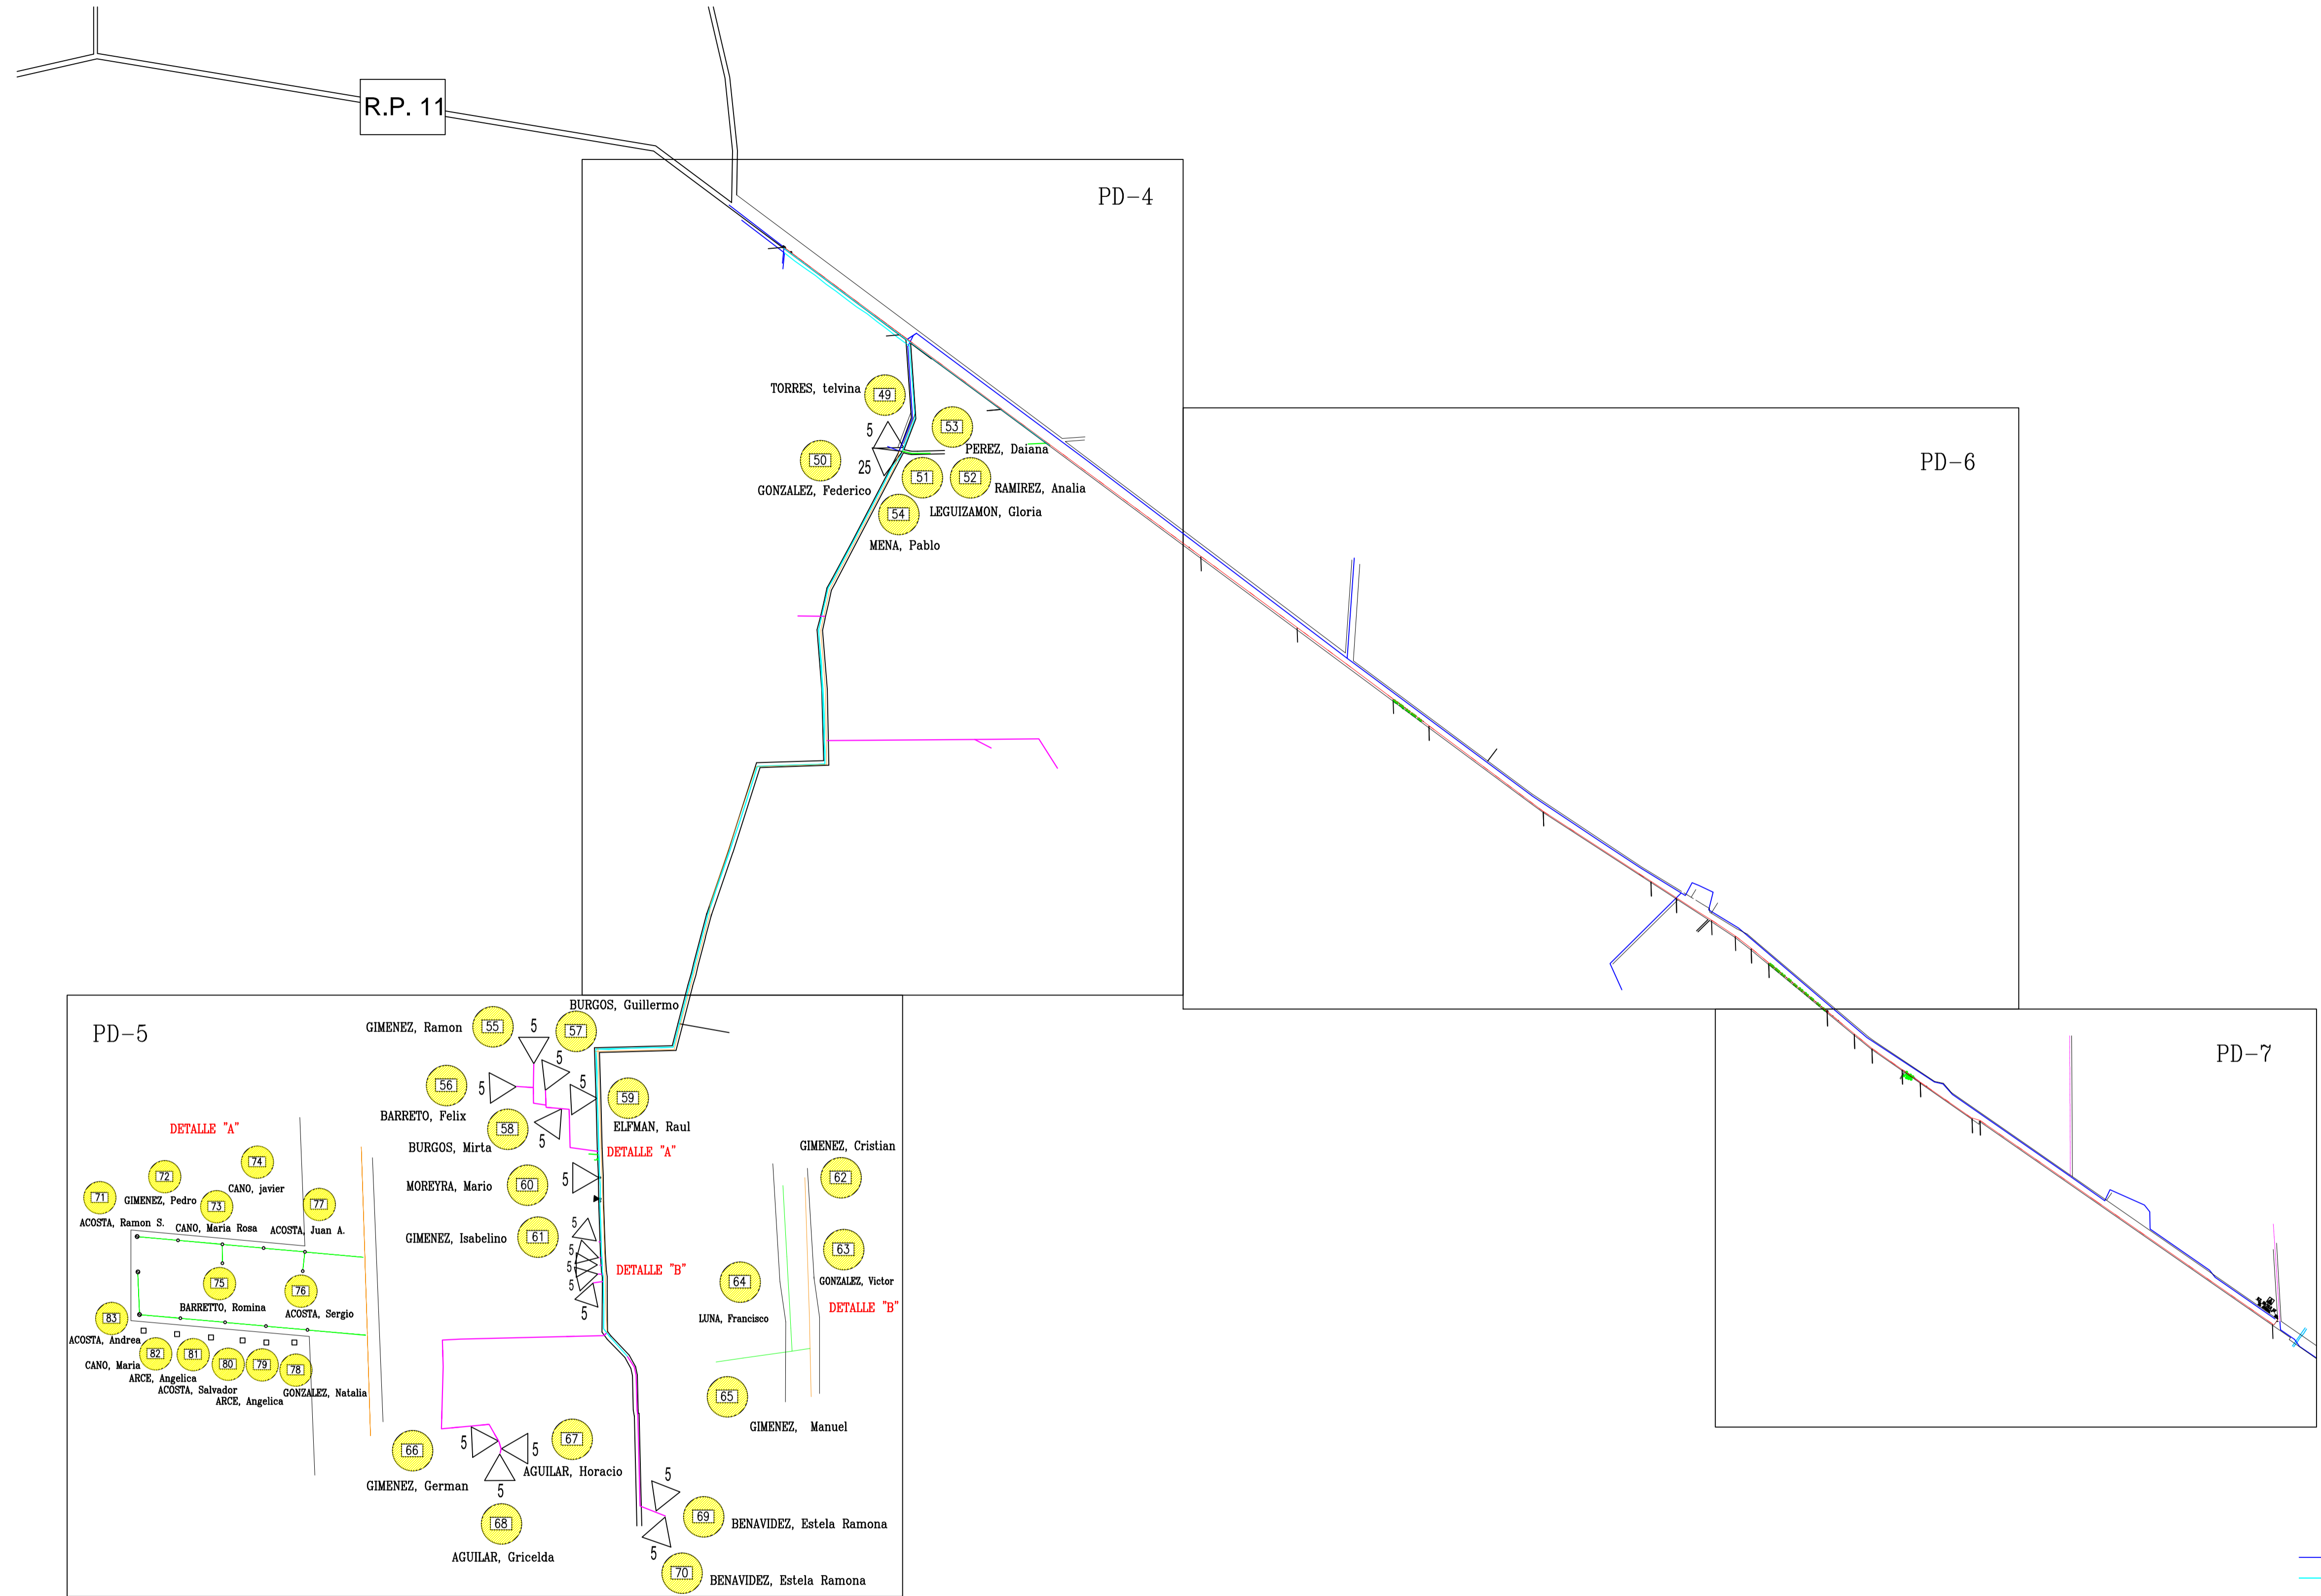 R.P. 11
PD-4
TORRES, telvina
49
53
5
PEREZ, Daiana
50
25
51
52
GONZALEZ, Federico
RAMIREZ, Analia
54
LEGUIZAMON, Gloria
MENA, Pablo
PD-6
PD-5
BURGOS, Guillermo
GIMENEZ, Ramon
55
5
57
5
56
5
5
BARRETO, Felix
59
ELFMAN, Raul
58
5
BURGOS, Mirta
DETALLE "A"
MOREYRA, Mario
60
5
GIMENEZ, Isabelino
61
5
5
5
5
5
DETALLE "B"
DETALLE "A"
74
72
CANO, javier
71
GIMENEZ, Pedro
73
77
ACOSTA, Ramon S.
CANO, Maria Rosa
ACOSTA, Juan A.
75
76
BARRETTO, Romina
ACOSTA, Sergio
83
ACOSTA, Andrea
82
81
80
79
78
CANO, Maria
ARCE, Angelica
ACOSTA, Salvador
ARCE, Angelica
GONZALEZ, Natalia
GIMENEZ, Cristian
62
63
GONZALEZ, Victor
64
LUNA, Francisco
DETALLE "B"
65
GIMENEZ, Manuel
66
5
5
67
GIMENEZ, German
AGUILAR, Horacio
5
68
AGUILAR, Gricelda
5
69
BENAVIDEZ, Estela Ramona
5
70
BENAVIDEZ, Estela Ramona
PD-7